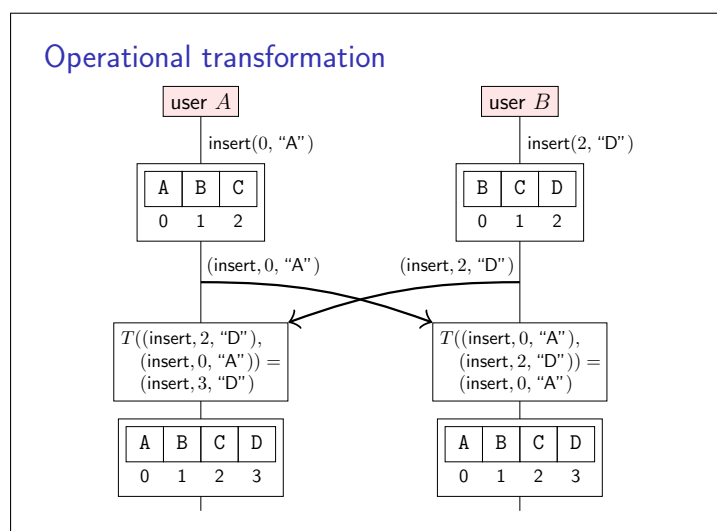 Operational transformation
user A
user B
insert(0, “A”)
insert(2, “D”)
A B C
0 1 2
B C D
0 1 2
(insert, 0, “A”)
(insert, 2, “D”)
T((insert, 2, “D”),
(insert, 0, “A”)) =
(insert, 3, “D”)
T((insert, 0, “A”),
(insert, 2, “D”)) =
(insert, 0, “A”)
A B C D
0 1 2 3
A B C D
0 1 2 3